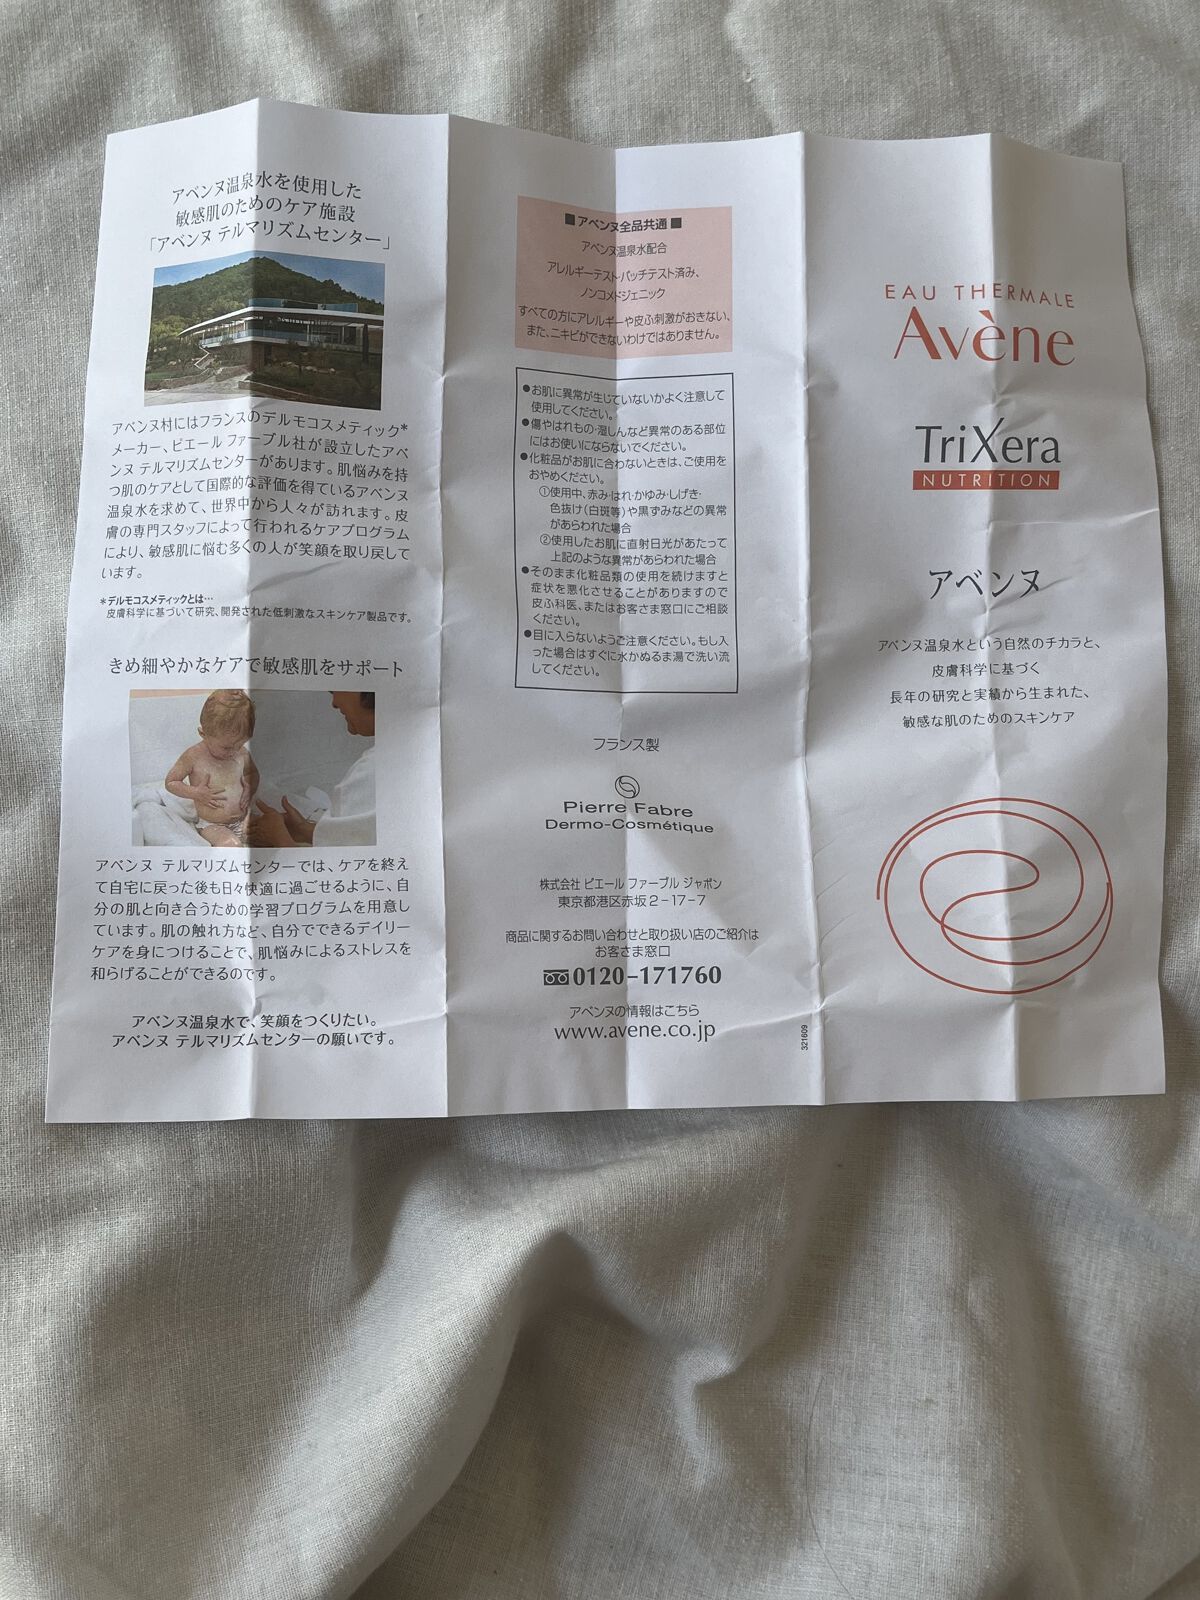 アベンヌ温泉水を使用した
敏感肌のためのケア施設
「アベンヌ テルマリズムセンター」
アベンヌ村にはフランスのデルモコスメティック*
メーカー、ピエール ファーブル社が設立したアベ
ンヌ テルマリズムセンターがあります。肌悩みを持
つ肌のケアとして国際的な評価を得ているアベンヌ
温泉水を求めて、世界中から人々が訪れます。皮
膚の専門スタッフによって行われるケアプログラム
により、敏感肌に悩む多くの人が笑顔を取り戻して
います。
*デルモコスメティックとは…
皮膚科学に基づいて研究、開発された低刺激なスキンケア製品です。
きめ細やかなケアで敏感肌をサポート
アベンヌ テルマリズムセンターでは、ケアを終え
て自宅に戻った後も日々快適に過ごせるように、自
分の肌と向き合うための学習プログラムを用意し
ています。肌の触れ方など、自分でできるデイリー
ケアを身につけることで、肌悩みによるストレスを
和らげることができるのです。
アベンヌ温泉水で、笑顔をつくりたい。
アベンヌ テルマリズムセンターの願いです。
■アベンヌ全品共通■
アベンヌ温泉水配合
アレルギーテスト・パッチテスト済み、
ノンコメドジェニック
すべての方にアレルギーや皮ふ刺激がおきない、
また、ニキビができないわけではありません。
●お肌に異常が生じていないかよく注意して
使用してください。
●傷やはれもの・湿しんなど異常のある部位
にはお使いにならないでください。
●化粧品がお肌に合わないときは、ご使用を
おやめください。
①使用中、赤み・はれ・かゆみ・しげき・
色抜け(白斑等)や黒ずみなどの異常
があらわれた場合
②使用したお肌に直射日光があたって
上記のような異常があらわれた場合
●そのまま化粧品類の使用を続けますと
症状を悪化させることがありますので
皮ふ科医、またはお客さま窓口にご相談
ください。
●目に入らないようご注意ください。もし入
った場合はすぐに水かぬるま湯で洗い流
してください。
フランス製
Pierre Fabre
Dermo-Cosmétique
株式会社 ピエール ファーブル ジャポン
東京都港区赤坂2-17-7
商品に関するお問い合わせと取り扱い店のご紹介は
お客さま窓口
0120-171760
アベンヌの情報はこちら
www.avene.co.jp
321609
EAU THERMALE
Avène
TriXera
NUTRITION
アベンヌ
アベンヌ温泉水という自然のチカラと、
皮膚科学に基づく
長年の研究と実績から生まれた、
敏感な肌のためのスキンケア